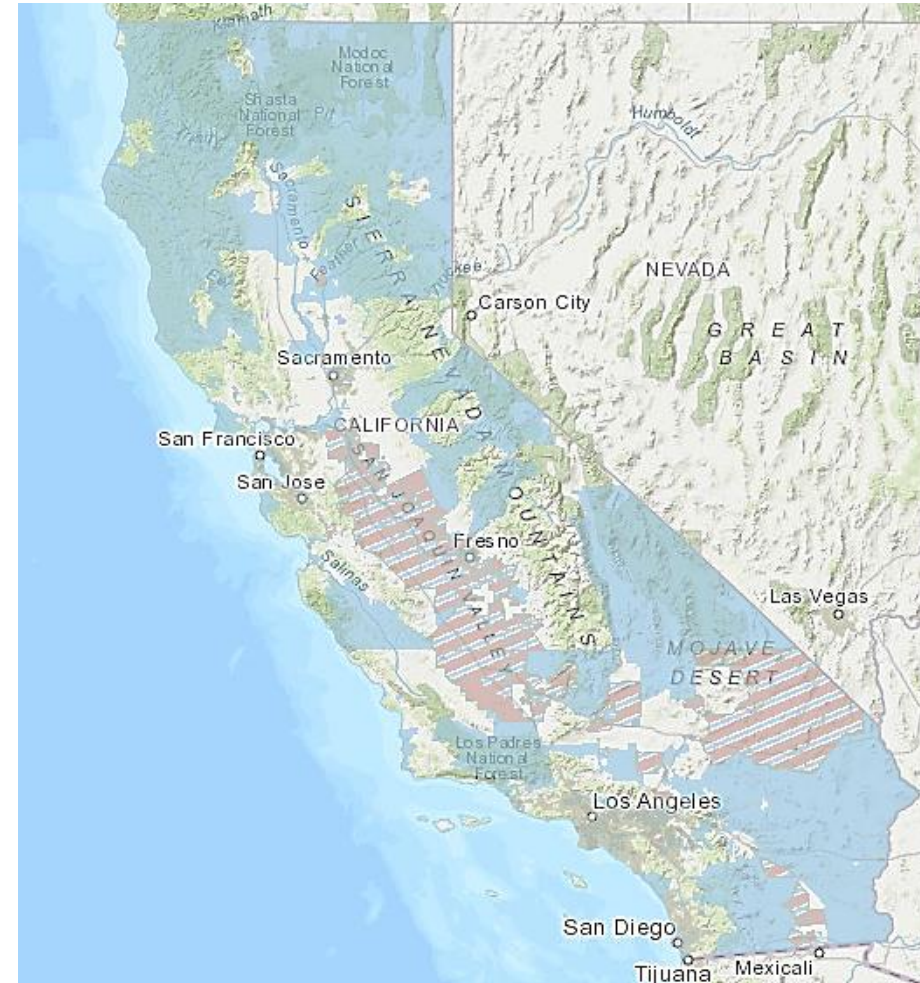 Klamath
Modoc
National
Forest
Shasta
National
Forest
Pit
Trinity
Humboldt
Sacramento
SIERRA NEVADA MOUNTAINS
Feather
Eel
NEVADA
Carson City
GREAT
BASIN
Sacramento
CALIFORNIA
San Francisco
San Jose
SAN JOAQUIN VALLEY
Fresno
Salinas
Las Vegas
MOJAVE
DESERT
Los Padres
National
Forest
Los Angeles
San Diego
Tijuana
Mexicali